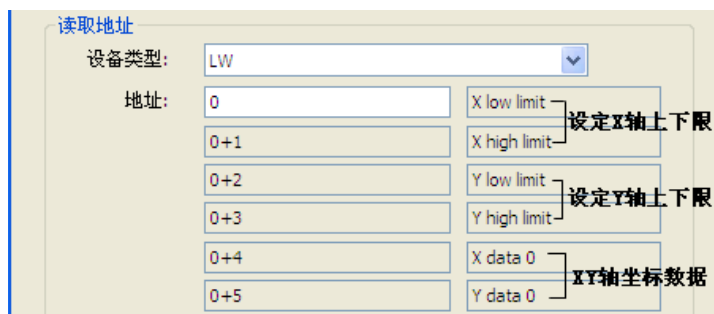 读取地址
设备类型: LW
地址: 0 X low limit
设定X轴上下限
0+1 X high limit
0+2 Y low limit
设定Y轴上下限
0+3 Y high limit
0+4 X data 0
XY轴坐标数据
0+5 Y data 0